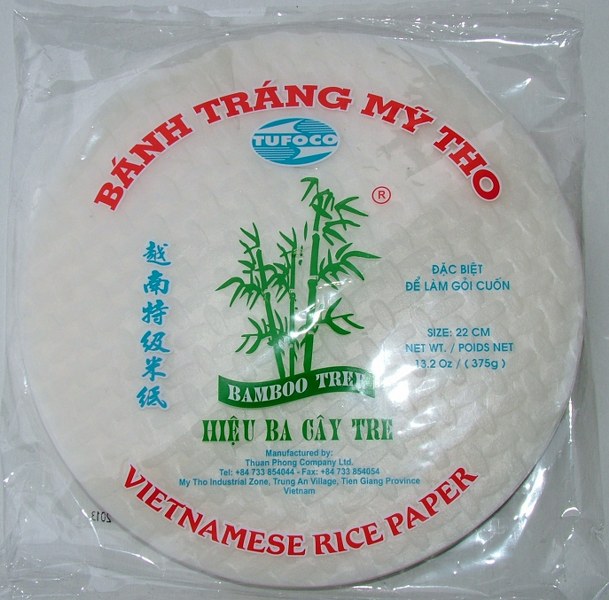 BÁNH TRÁNG MỸ THO
TUFOCO
®
越南特级米纸
ĐẶC BIỆT
ĐỂ LÀM GỎI CUỐN
SIZE: 22 CM
NET WT. / POIDS NET
13.2 Oz / ( 375g )
BAMBOO TREE
HIỆU BA CÂY TRE
Manufactured by:
Thuan Phong Company Ltd.
Tel: +84 733 854044 - Fax: +84 733 854054
My Tho Industrial Zone, Trung An Village, Tien Giang Province
Vietnam
VIETNAMESE RICE PAPER
2013